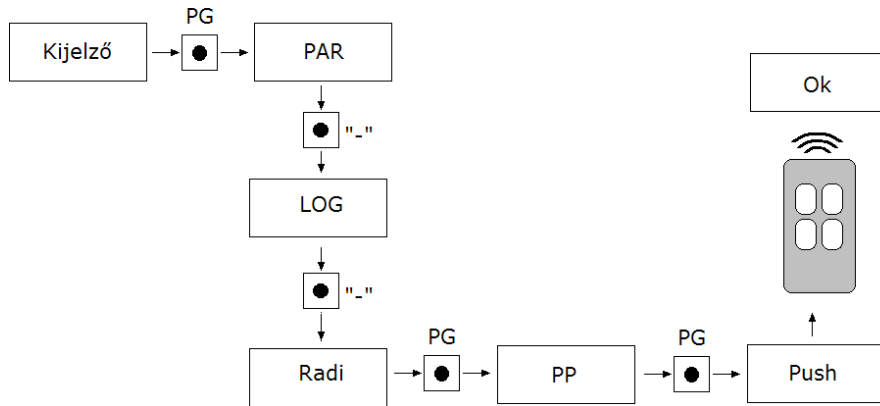 PG
Kijelző
PAR
"-"
LOG
"-"
Radi
PG
PP
PG
Push
Ok